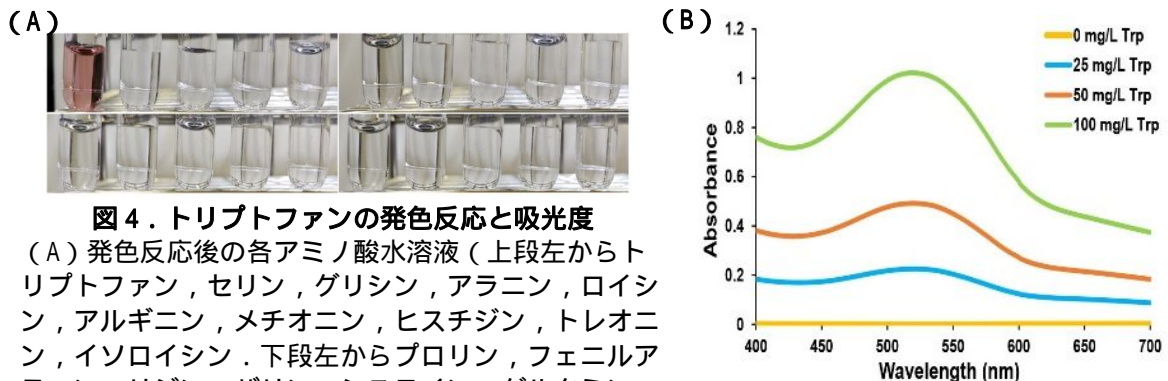 (A)
図4．トリプトファンの発色反応と吸光度
（A）発色反応後の各アミノ酸水溶液（上段左からト
リプトファン，セリン，グリシン，アラニン，ロイシ
ン，アルギニン，メチオニン，ヒスチジン，トレオニ
ン，イソロイシン．下段左からプロリン，フェニルア
(B)
1.2
1
0.8
0.6
0.4
0.2
0
Absorbance
400 450 500 550 600 650 700
Wavelength (nm)
0 mg/L Trp
25 mg/L Trp
50 mg/L Trp
100 mg/L Trp